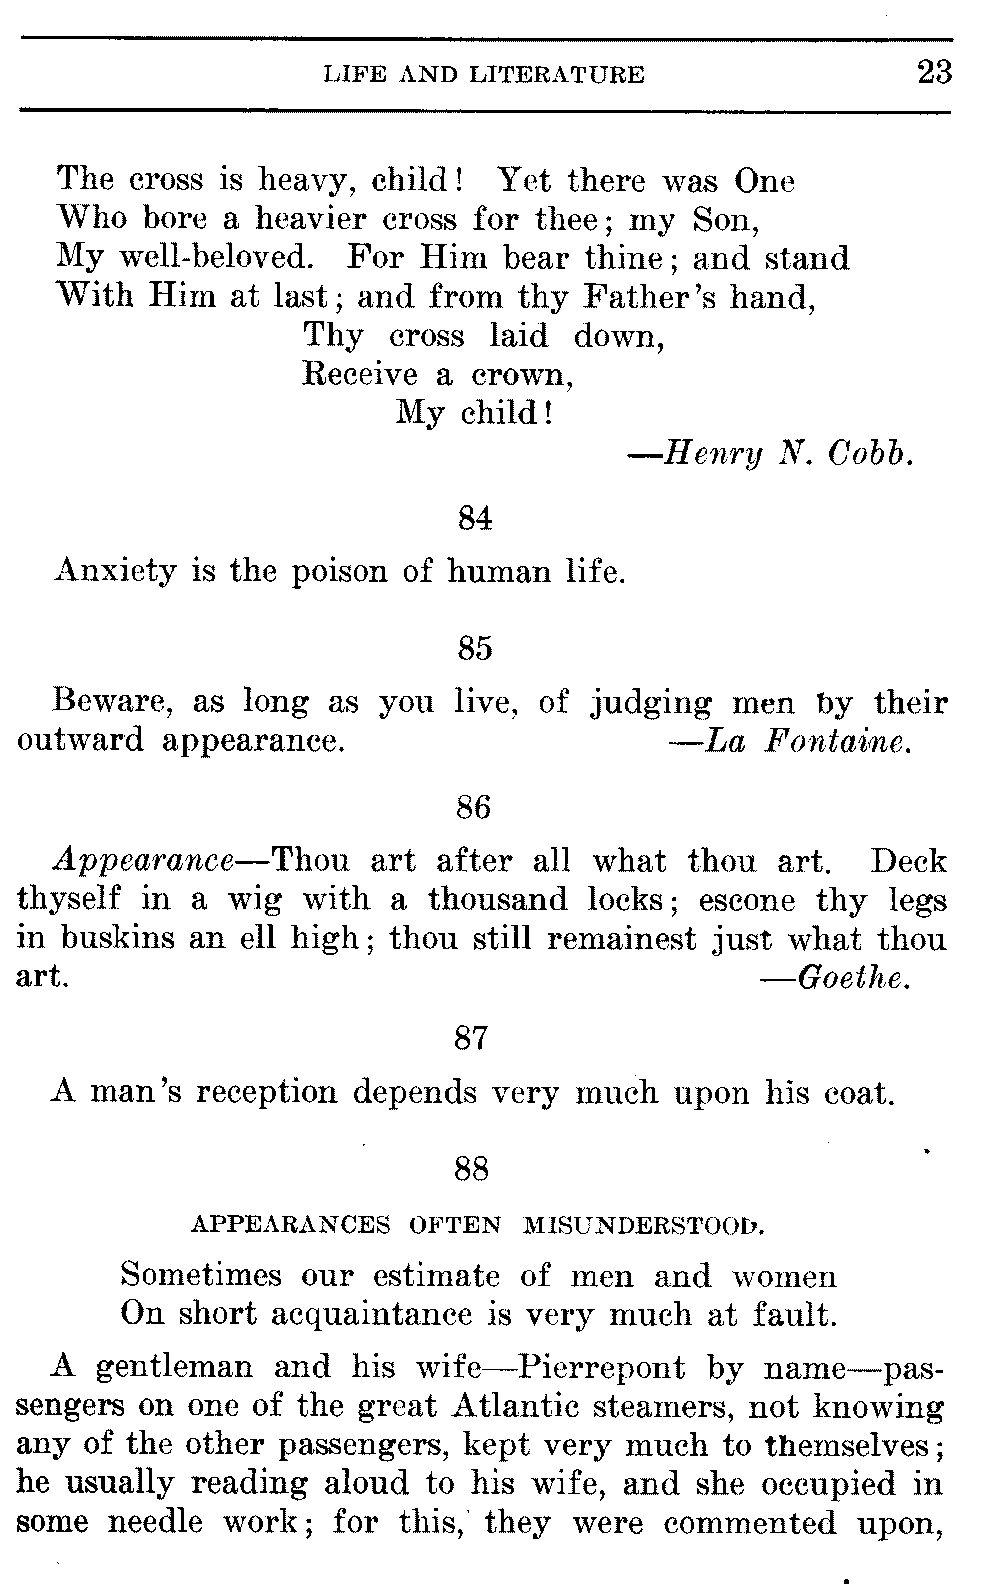 LIFE AND LITERATURE 23
The cross is heavy, child! Yet there was One
Who bore a heavier cross for thee; my Son,
My well-beloved. For Him bear thine; and stand
With Him at last; and from thy Father's hand,
Thy cross laid down,
Receive a crown,
My child!
—Henry N. Cobb.
84
Anxiety is the poison of human life.
85
Beware, as long as you live, of judging men by their
outward appearance. —La Fontaine.
86
Appearance—Thou art after all what thou art. Deck
thyself in a wig with a thousand locks; escone thy legs
in buskins an ell high; thou still remainest just what thou
art. —Goethe.
87
A man's reception depends very much upon his coat.
88
APPEARANCES OFTEN MISUNDERSTOOD.
Sometimes our estimate of men and women
On short acquaintance is very much at fault.
A gentleman and his wife—Pierrepont by name—pas-
sengers on one of the great Atlantic steamers, not knowing
any of the other passengers, kept very much to themselves;
he usually reading aloud to his wife, and she occupied in
some needle work; for this, they were commented upon,